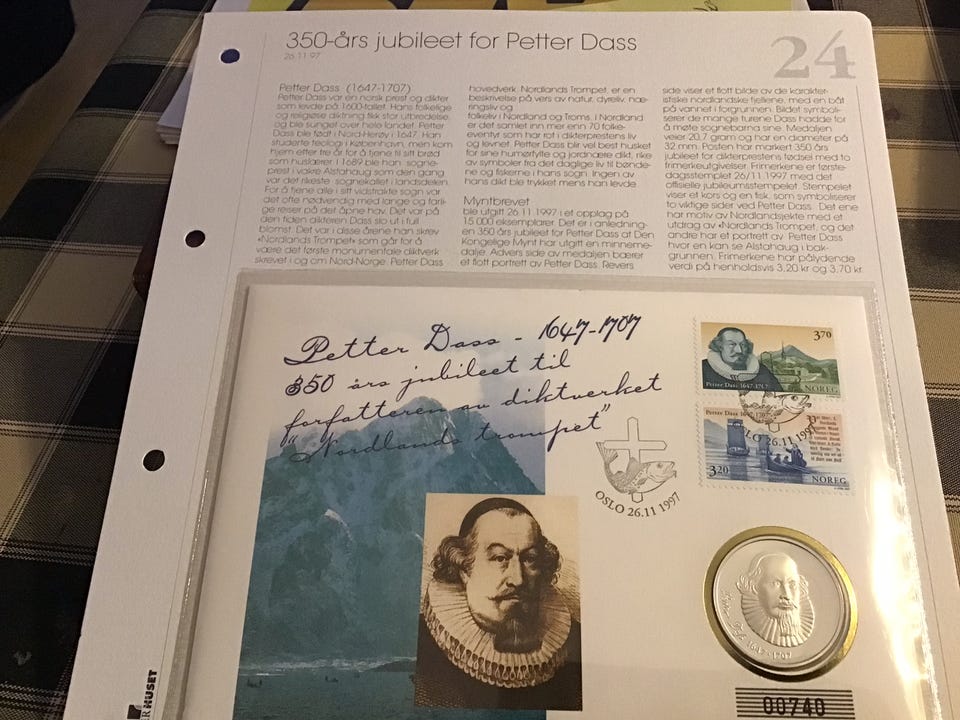 350-års jubileet for Petter Dass
26.11.97
24
Petter Dass (1647-1707)
Petter Dass var en norsk prest og dikter
som levde på 1600-tallet. Hans folkelige
og religiøse diktning fikk stor utbredelse,
og ble sunget over hele landet. Petter
Dass ble født i Nord-Herøy i 1647. Han
studerte teologi i København, men kom
hjem etter tre år for å tjene til sitt brød
som huslærer. I 1689 ble han sogne-
prest i vakre Alstahaug som den gang
var det rikeste sognekallet i landsdelen.
For å tjene alle i sitt vidstrakte sogn var
det ofte nødvendig med lange og farli-
ge reiser på det åpne hav. Det var på
den tiden dikteren Dass slo ut i full
blomst. Det var i disse årene han skrev
«Nordlands Trompet» som går for å
være det første monumentale diktverk
skrevet i og om Nord-Norge. Petter Dass
hovedverk, Nordlands Trompet, er en
beskrivelse på vers av natur, dyreliv, næ-
ringsliv og
folkeliv i Nordland og Troms. I Nordland
er det samlet inn mer enn 70 folke-
eventyr som har rot i dikterprestens liv
og levnet. Petter Dass blir vel best husket
for sine humørfylte og jordnære dikt, rike
av symboler fra det daglige liv til bønde-
ne og fiskerne i hans sogn. Ingen av
hans dikt ble trykket mens han levde.
Myntbrevet
ble utgitt 26.11.1997 i et opplag på
15.000 eksemplarer. Det er i anledning-
en 350 års jubileet for Petter Dass at Den
Kongelige Mynt har utgitt en minneme-
dalje. Advers side av medaljen bærer
et flott portrett av Petter Dass. Revers
side viser et flott bilde av de karakter-
istiske nordlandske fjellene, med en båt
på vannet i forgrunnen. Bildet symboli-
serer de mange turene Dass hadde for
å møte sognebarna sine. Medaljen
veier 20,7 gram og har en diameter på
32 mm. Posten har markert 350 års
jubileet for dikterprestens fødsel med to
frimerkeutgivelser. Frimerkene er første-
dagsstemplet 26/11 1997 med det
offisielle jubileumsstempelet. Stempelet
viser et kors og en fisk, som symboliserer
to viktige sider ved Petter Dass. Det ene
har motiv av Nordlandsjekte med et
utdrag av «Nordlands Trompet, og det
andre har et portrett av Petter Dass
hvor en kan se Alstahaug i bak-
grunnen. Frimerkene har pålydende
verdi på henholdsvis 3,20 kr og 3,70 kr.
Petter Dass - 1647-1707
350 års jubileet til
forfatteren av diktverket
"Nordlands trompet"
3.70
Petter Dass 1647-1707
NOREG
Petter Dass 1647-1707
3.20
NOREG
OSLO 26.11.1997
OSLO 26.11 1997
Petter Dass 1647-1707
00740
HUSET